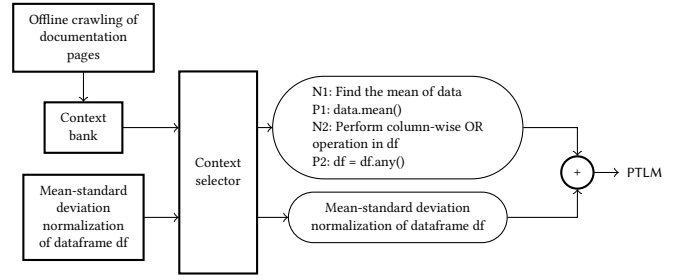 Offline crawling of
documentation
pages
Context
bank
Mean-standard
deviation
normalization
of dataframe df
Context
selector
N1: Find the mean of data
P1: data.mean()
N2: Perform column-wise OR
operation in df
P2: df = df.any()
Mean-standard deviation
normalization of dataframe df
+
PTLM